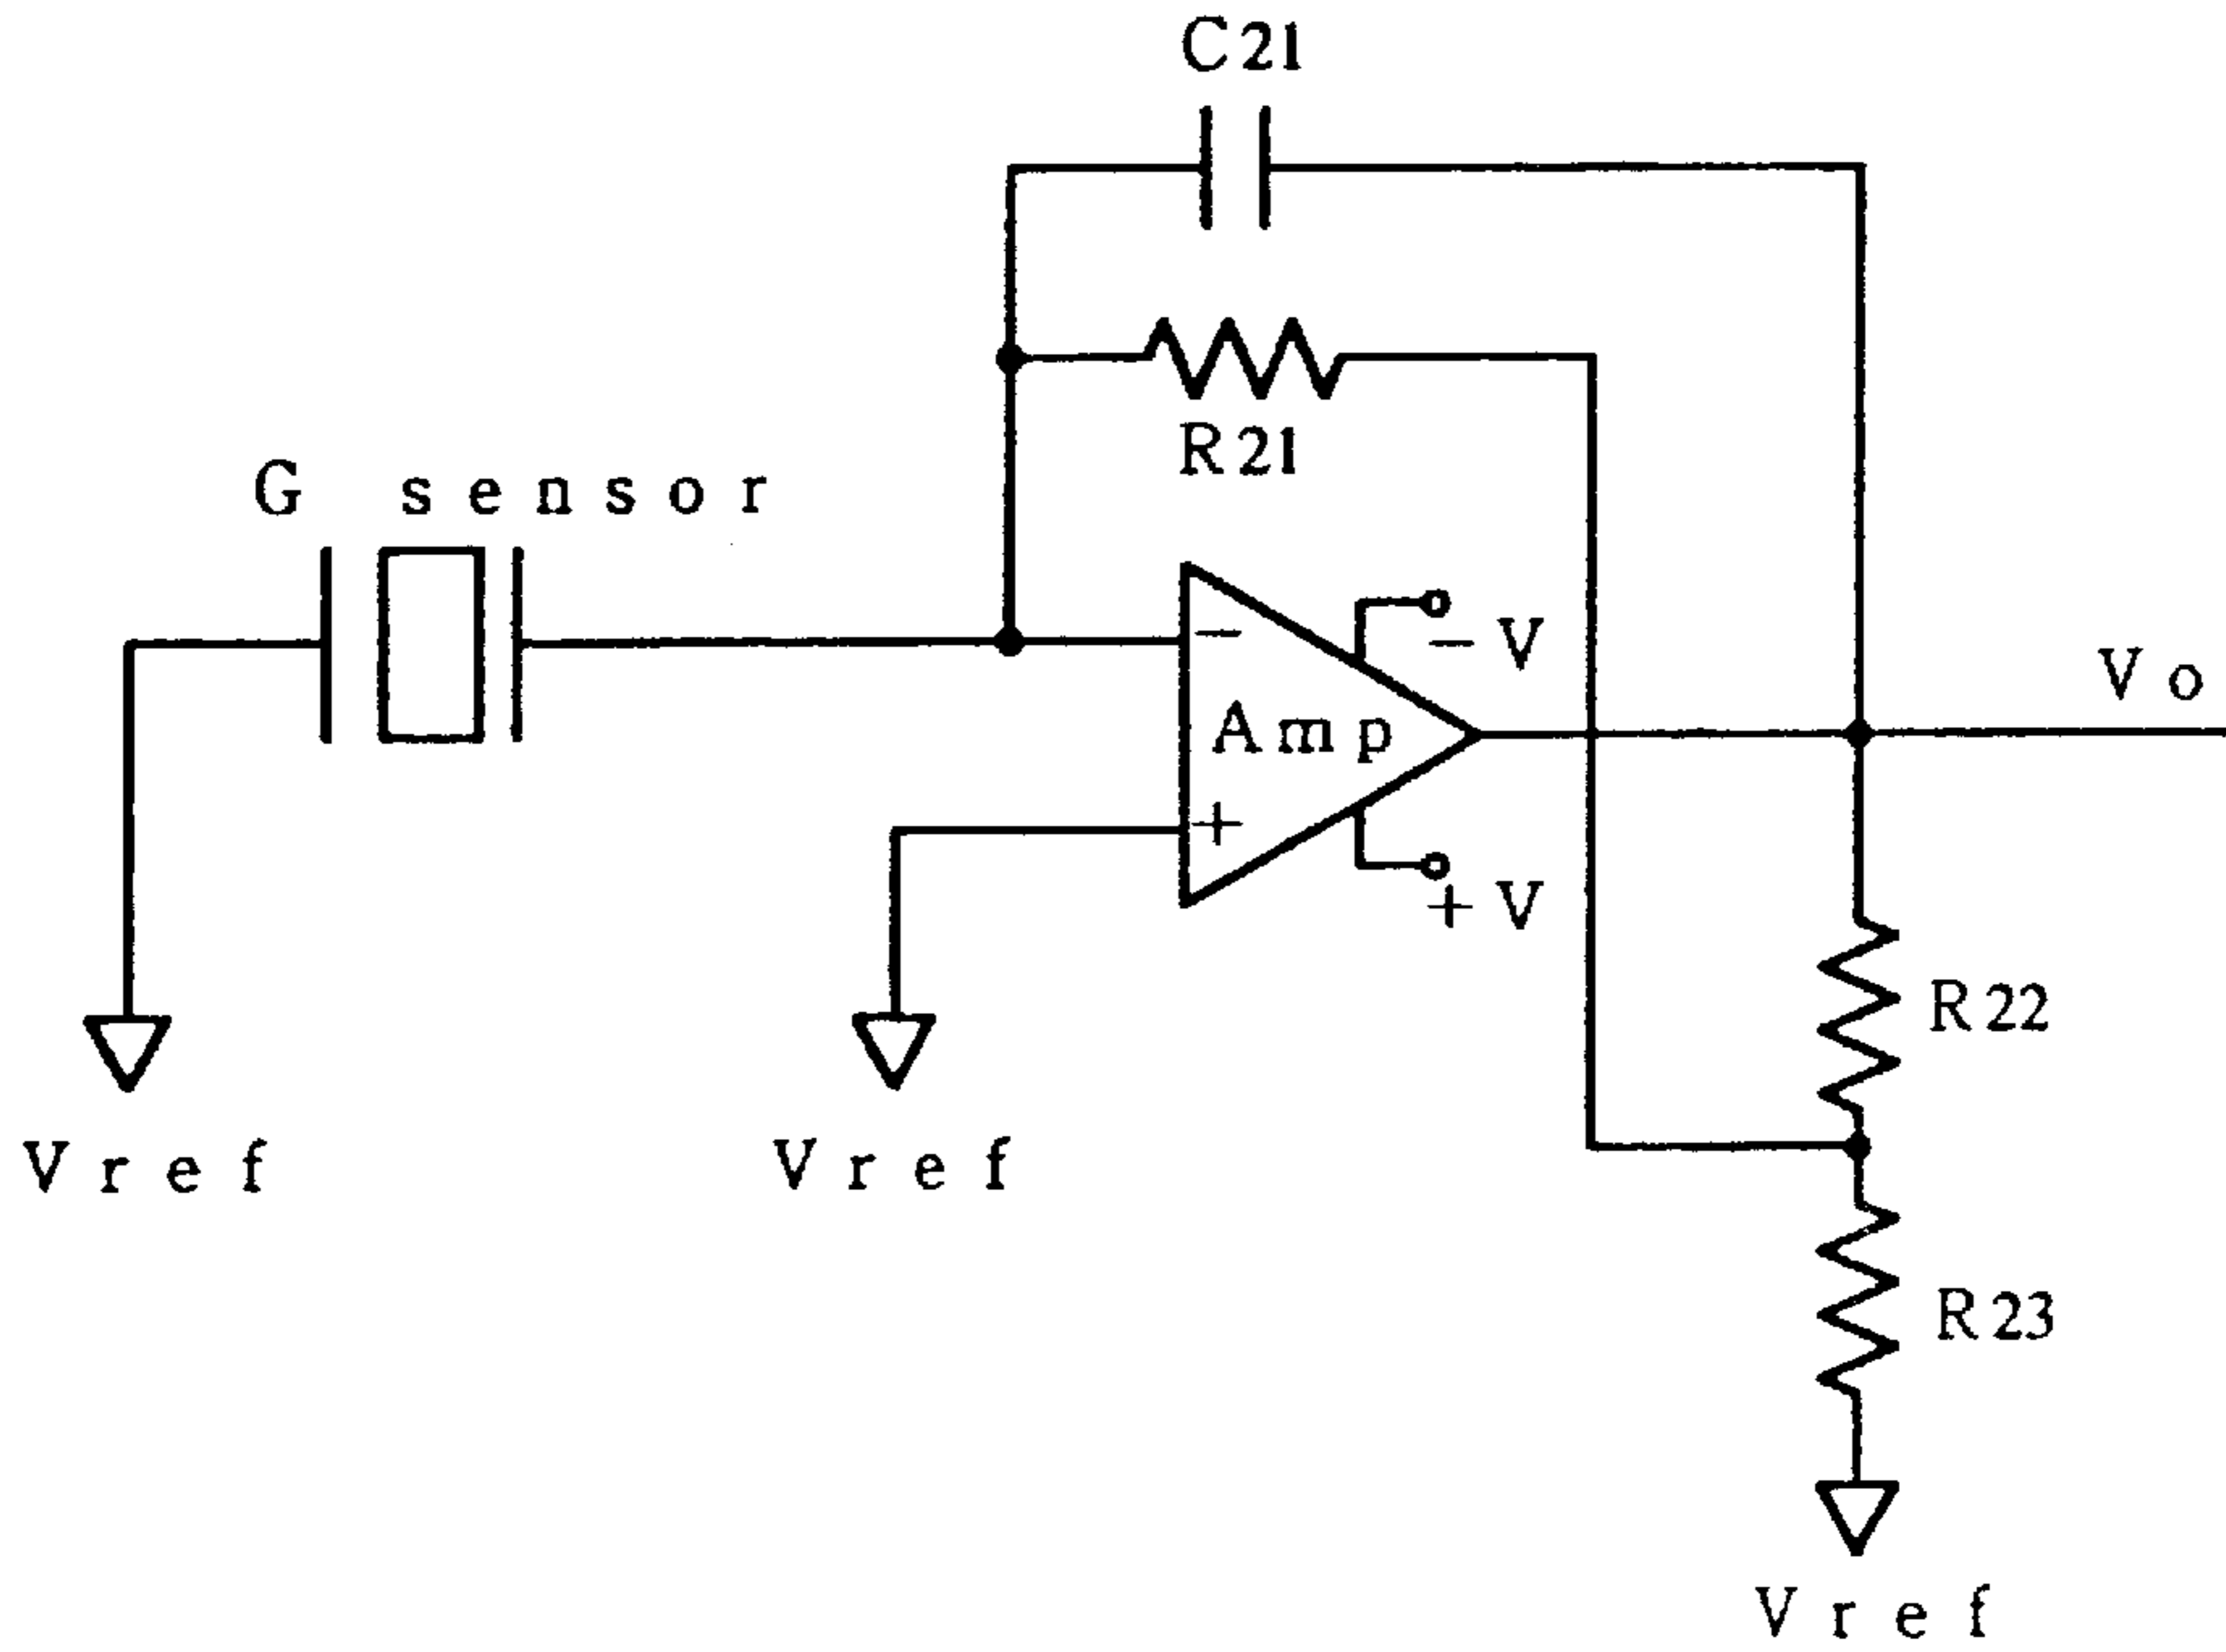 C21
R21
G sensor
−
−V
Amp
Vo
+
+V
R22
Vref
Vref
R23
Vref